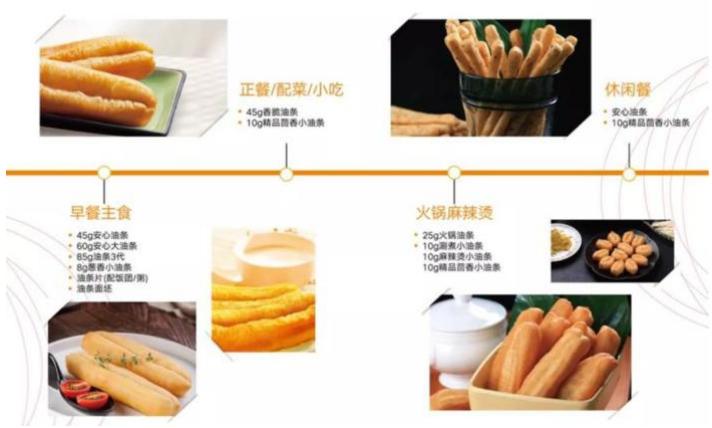 正餐/配菜/小吃
45g香脆油条
10g精品茴香小油条
休闲餐
安心油条
10g精品茴香小油条
早餐主食
45g安心油条
60g安心大油条
85g油条3代
8g葱香小油条
油条片(配饭团/粥)
油条面坯
火锅麻辣烫
25g火锅油条
10g涮煮小油条
10g麻辣烫小油条
10g精品茴香小油条